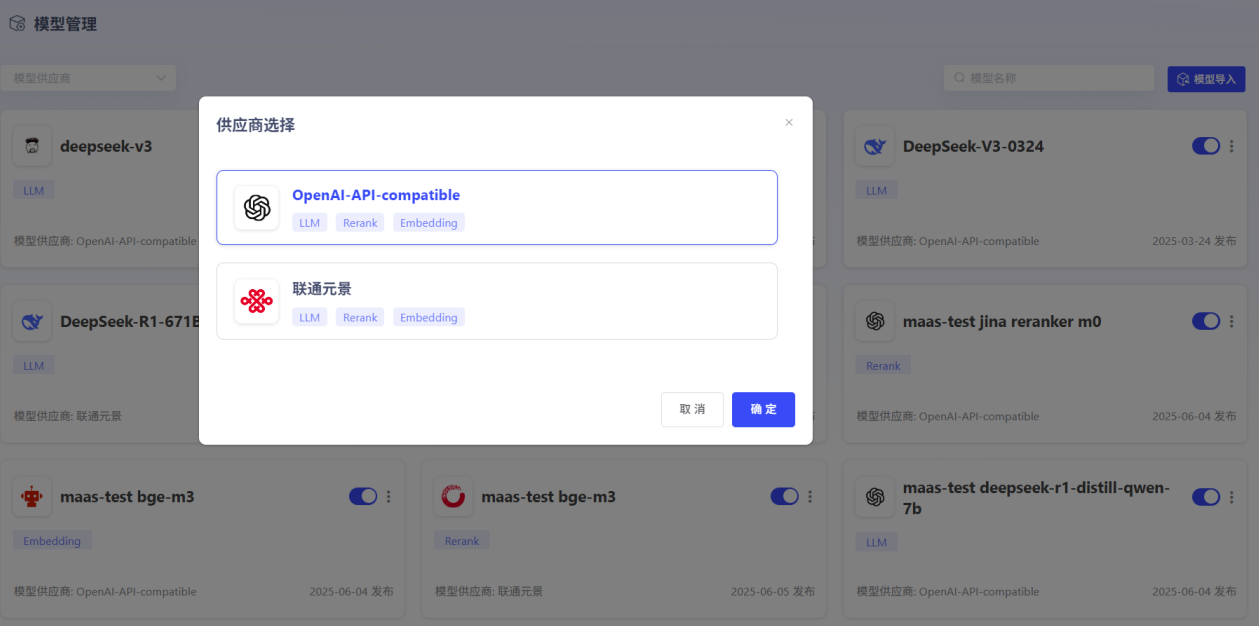 模型管理
模型供应商
模型名称
模型导入
供应商选择
OpenAI-API-compatible
LLM Rerank Embedding
联通元景
LLM Rerank Embedding
取 消
确 定
deepseek-v3
LLM
模型供应商: OpenAI-API-compatible
DeepSeek-V3-0324
LLM
模型供应商: OpenAI-API-compatible
2025-03-24 发布
DeepSeek-R1-671B
LLM
模型供应商: 联通元景
maas-test jina reranker m0
Rerank
模型供应商: OpenAI-API-compatible
2025-06-04 发布
maas-test bge-m3
Embedding
模型供应商: OpenAI-API-compatible
2025-06-04 发布
maas-test bge-m3
Rerank
模型供应商: 联通元景
2025-06-05 发布
maas-test deepseek-r1-distill-qwen-
7b
LLM
模型供应商: OpenAI-API-compatible
2025-06-04 发布